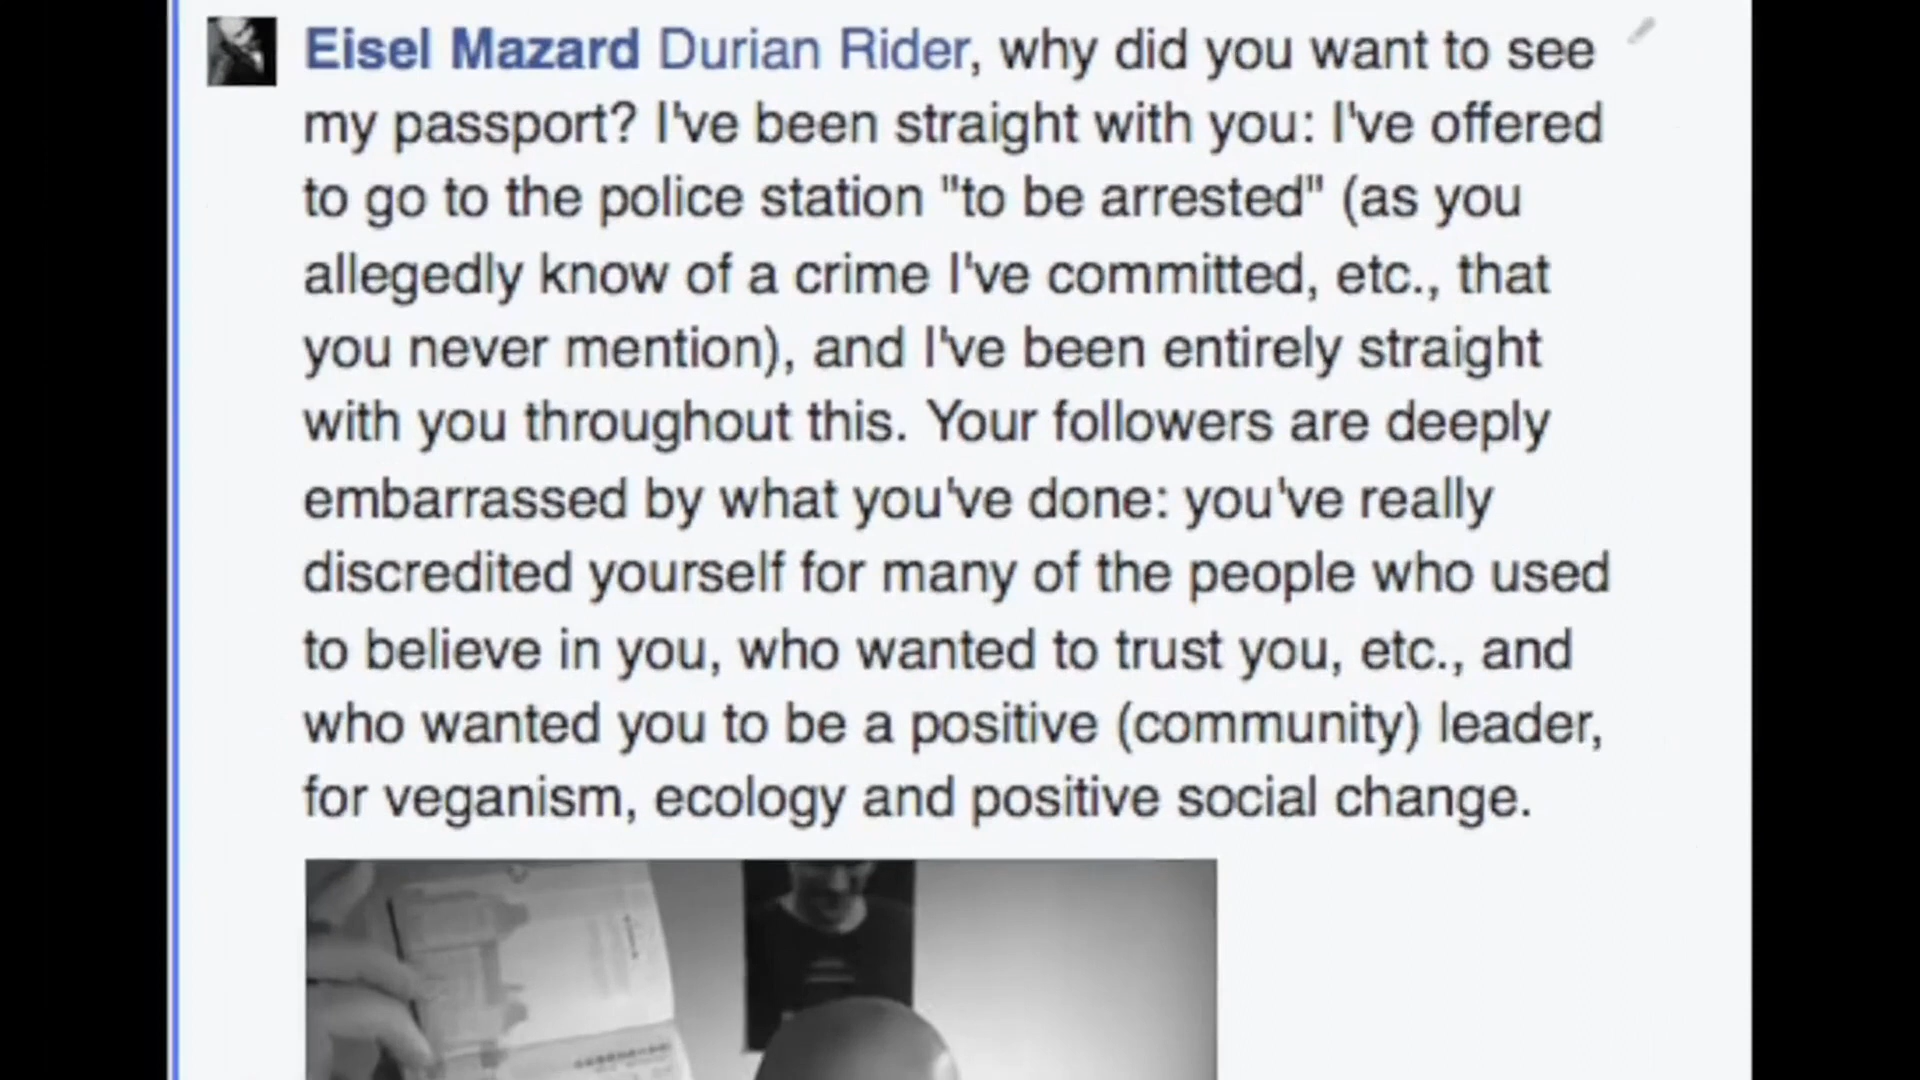 Eisel Mazard Durian Rider, why did you want to see
my passport? I've been straight with you: I've offered
to go to the police station "to be arrested" (as you
allegedly know of a crime I've committed, etc., that
you never mention), and I've been entirely straight
with you throughout this. Your followers are deeply
embarrassed by what you've done: you've really
discredited yourself for many of the people who used
to believe in you, who wanted to trust you, etc., and
who wanted you to be a positive (community) leader,
for veganism, ecology and positive social change.